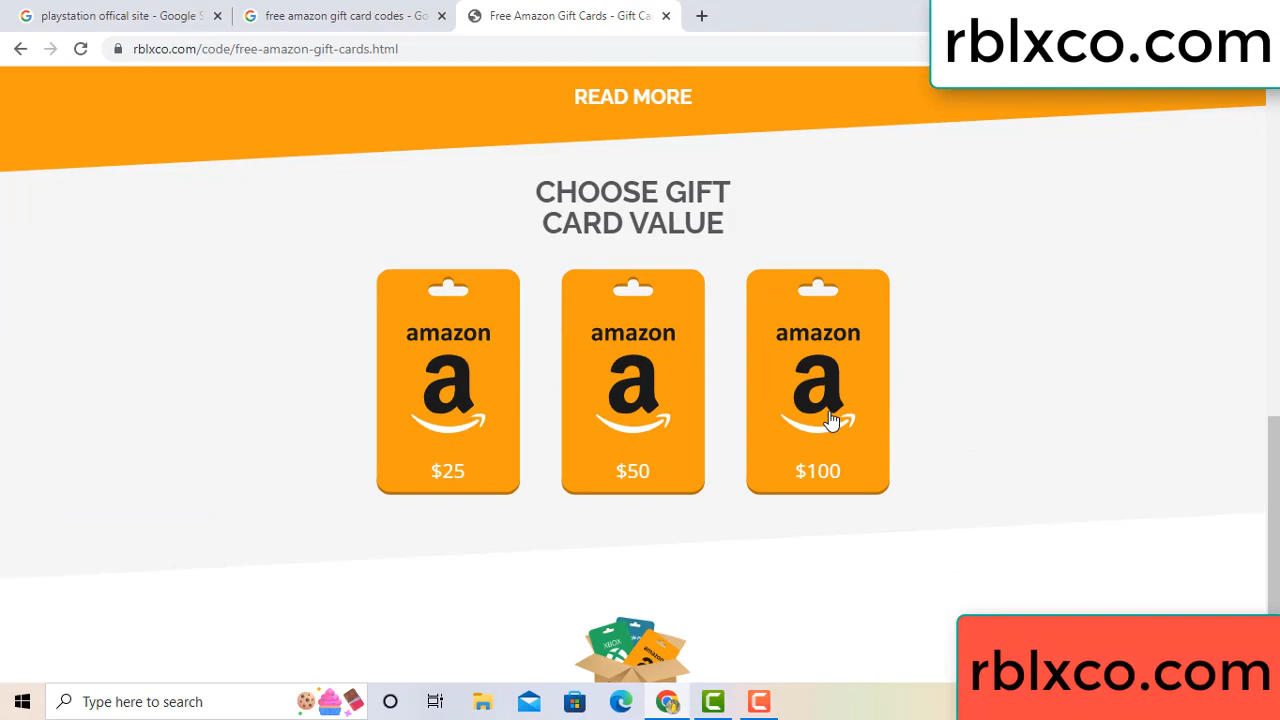 playstation offical site - Google S
free amazon gift card codes - Go
Free Amazon Gift Cards - Gift Ca
rblxco.com/code/free-amazon-gift-cards.html
rblxco.com
READ MORE
CHOOSE GIFT
CARD VALUE
amazon
a
$25
amazon
a
$50
amazon
a
$100
XBOX
rblxco.com
Type here to search